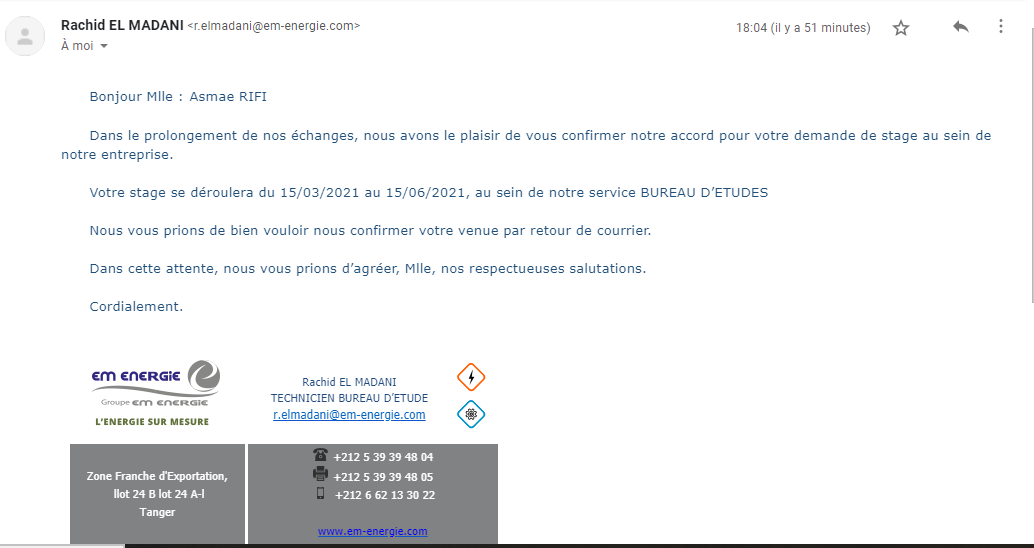 Rachid EL MADANI <r.elmadani@em-energie.com>
18:04 (il y a 51 minutes)
À moi
Bonjour Mlle : Asmae RIFI
Dans le prolongement de nos échanges, nous avons le plaisir de vous confirmer notre accord pour votre demande de stage au sein de
notre entreprise.
Votre stage se déroulera du 15/03/2021 au 15/06/2021, au sein de notre service BUREAU D’ETUDES
Nous vous prions de bien vouloir nous confirmer votre venue par retour de courrier.
Dans cette attente, nous vous prions d’agréer, Mlle, nos respectueuses salutations.
Cordialement.
EM ENERGIE
Groupe EM ENERGIE
L'ENERGIE SUR MESURE
Rachid EL MADANI
TECHNICIEN BUREAU D’ETUDE
r.elmadani@em-energie.com
Zone Franche d'Exportation,
Ilot 24 B lot 24 A-I
Tanger
+212 5 39 39 48 04
+212 5 39 39 48 05
+212 6 62 13 30 22
www.em-energie.com